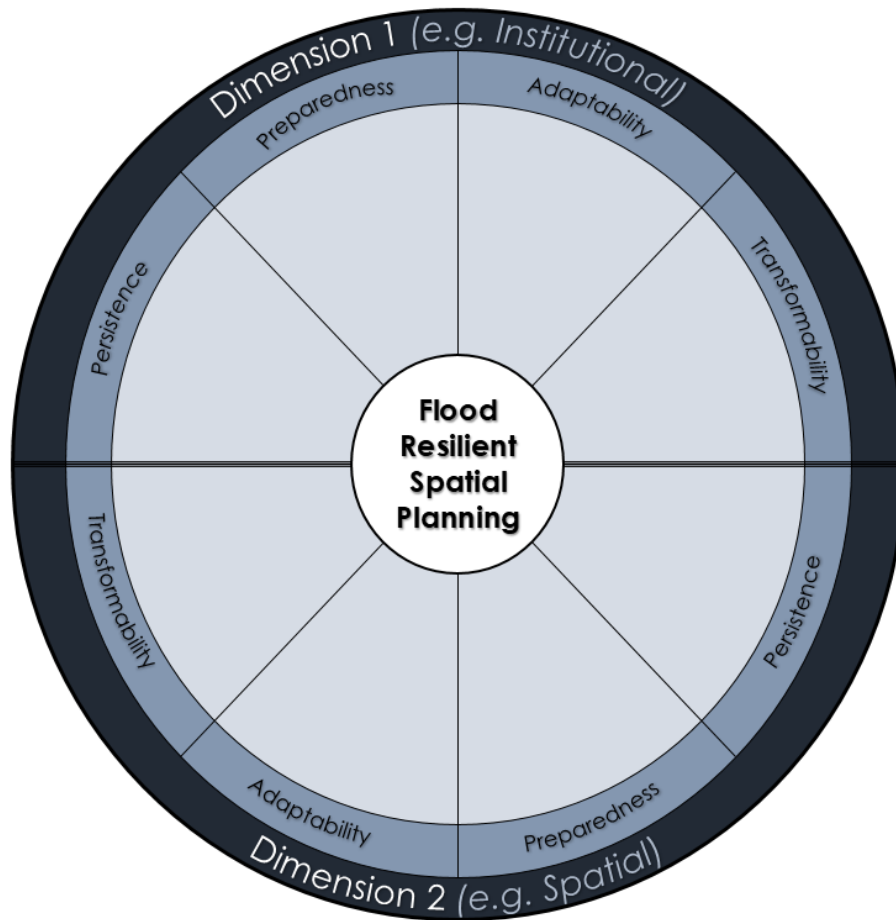 Dimension 1 (e.g. Institutional)
Preparedness
Adaptability
Persistence
Transformability
Flood
Resilient
Spatial
Planning
Transformability
Persistence
Adaptability
Preparedness
Dimension 2 (e.g. Spatial)